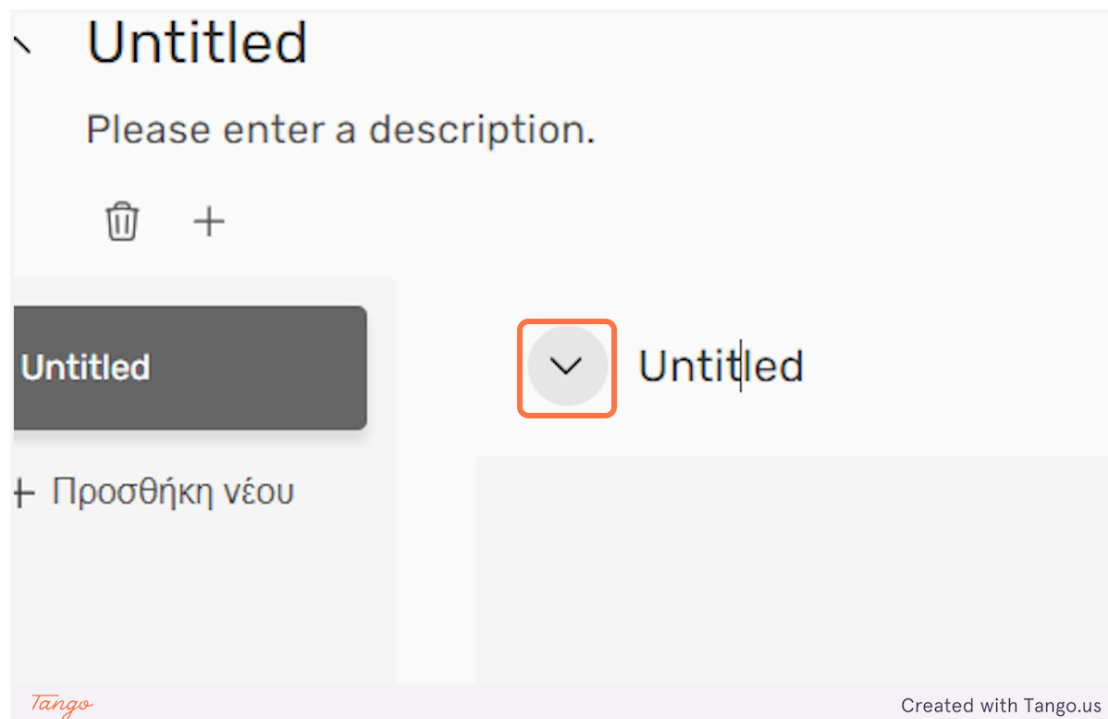 Untitled
Please enter a description.
Untitled
Untitled
+ Προσθήκη νέου
Tango
Created with Tango.us